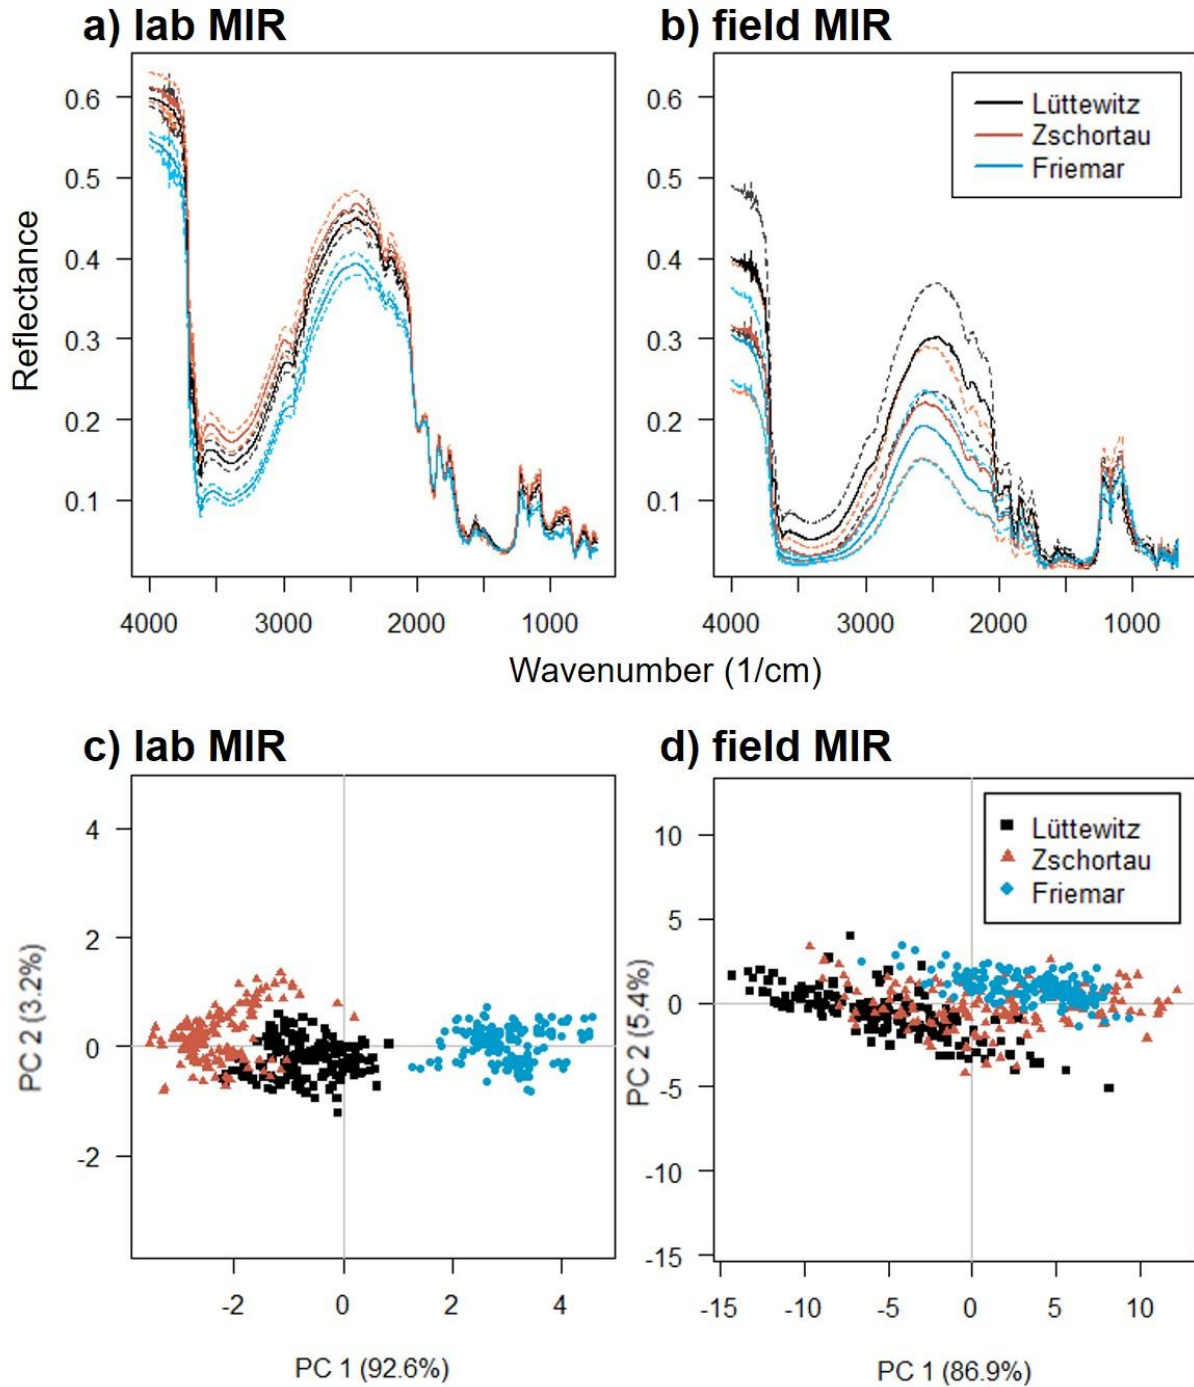 a) lab MIR
b) field MIR
Reflectance
0.6
0.5
0.4
0.3
0.2
0.1
4000 3000 2000 1000
0.6
0.5
0.4
0.3
0.2
0.1
4000 3000 2000 1000
Lüttewitz
Zschortau
Friemar
Wavenumber (1/cm)
c) lab MIR
d) field MIR
PC 2 (3.2%)
4
2
0
-2
-2 0 2 4
PC 1 (92.6%)
PC 2 (5.4%)
10
5
0
-5
-10
-15
-15 -10 -5 0 5 10
PC 1 (86.9%)
Lüttewitz
Zschortau
Friemar